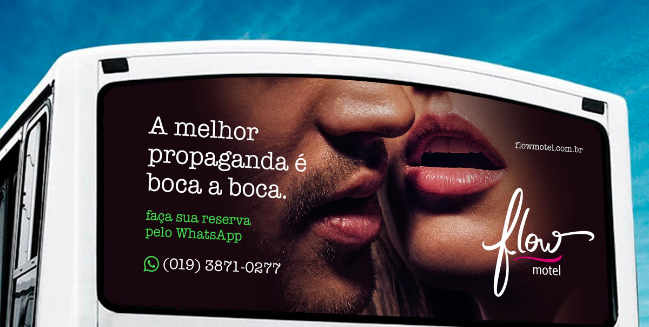 A melhor
propaganda é
boca a boca.
faça sua reserva
pelo WhatsApp
(019) 3871-0277
flowmotel.com.br
flow
motel